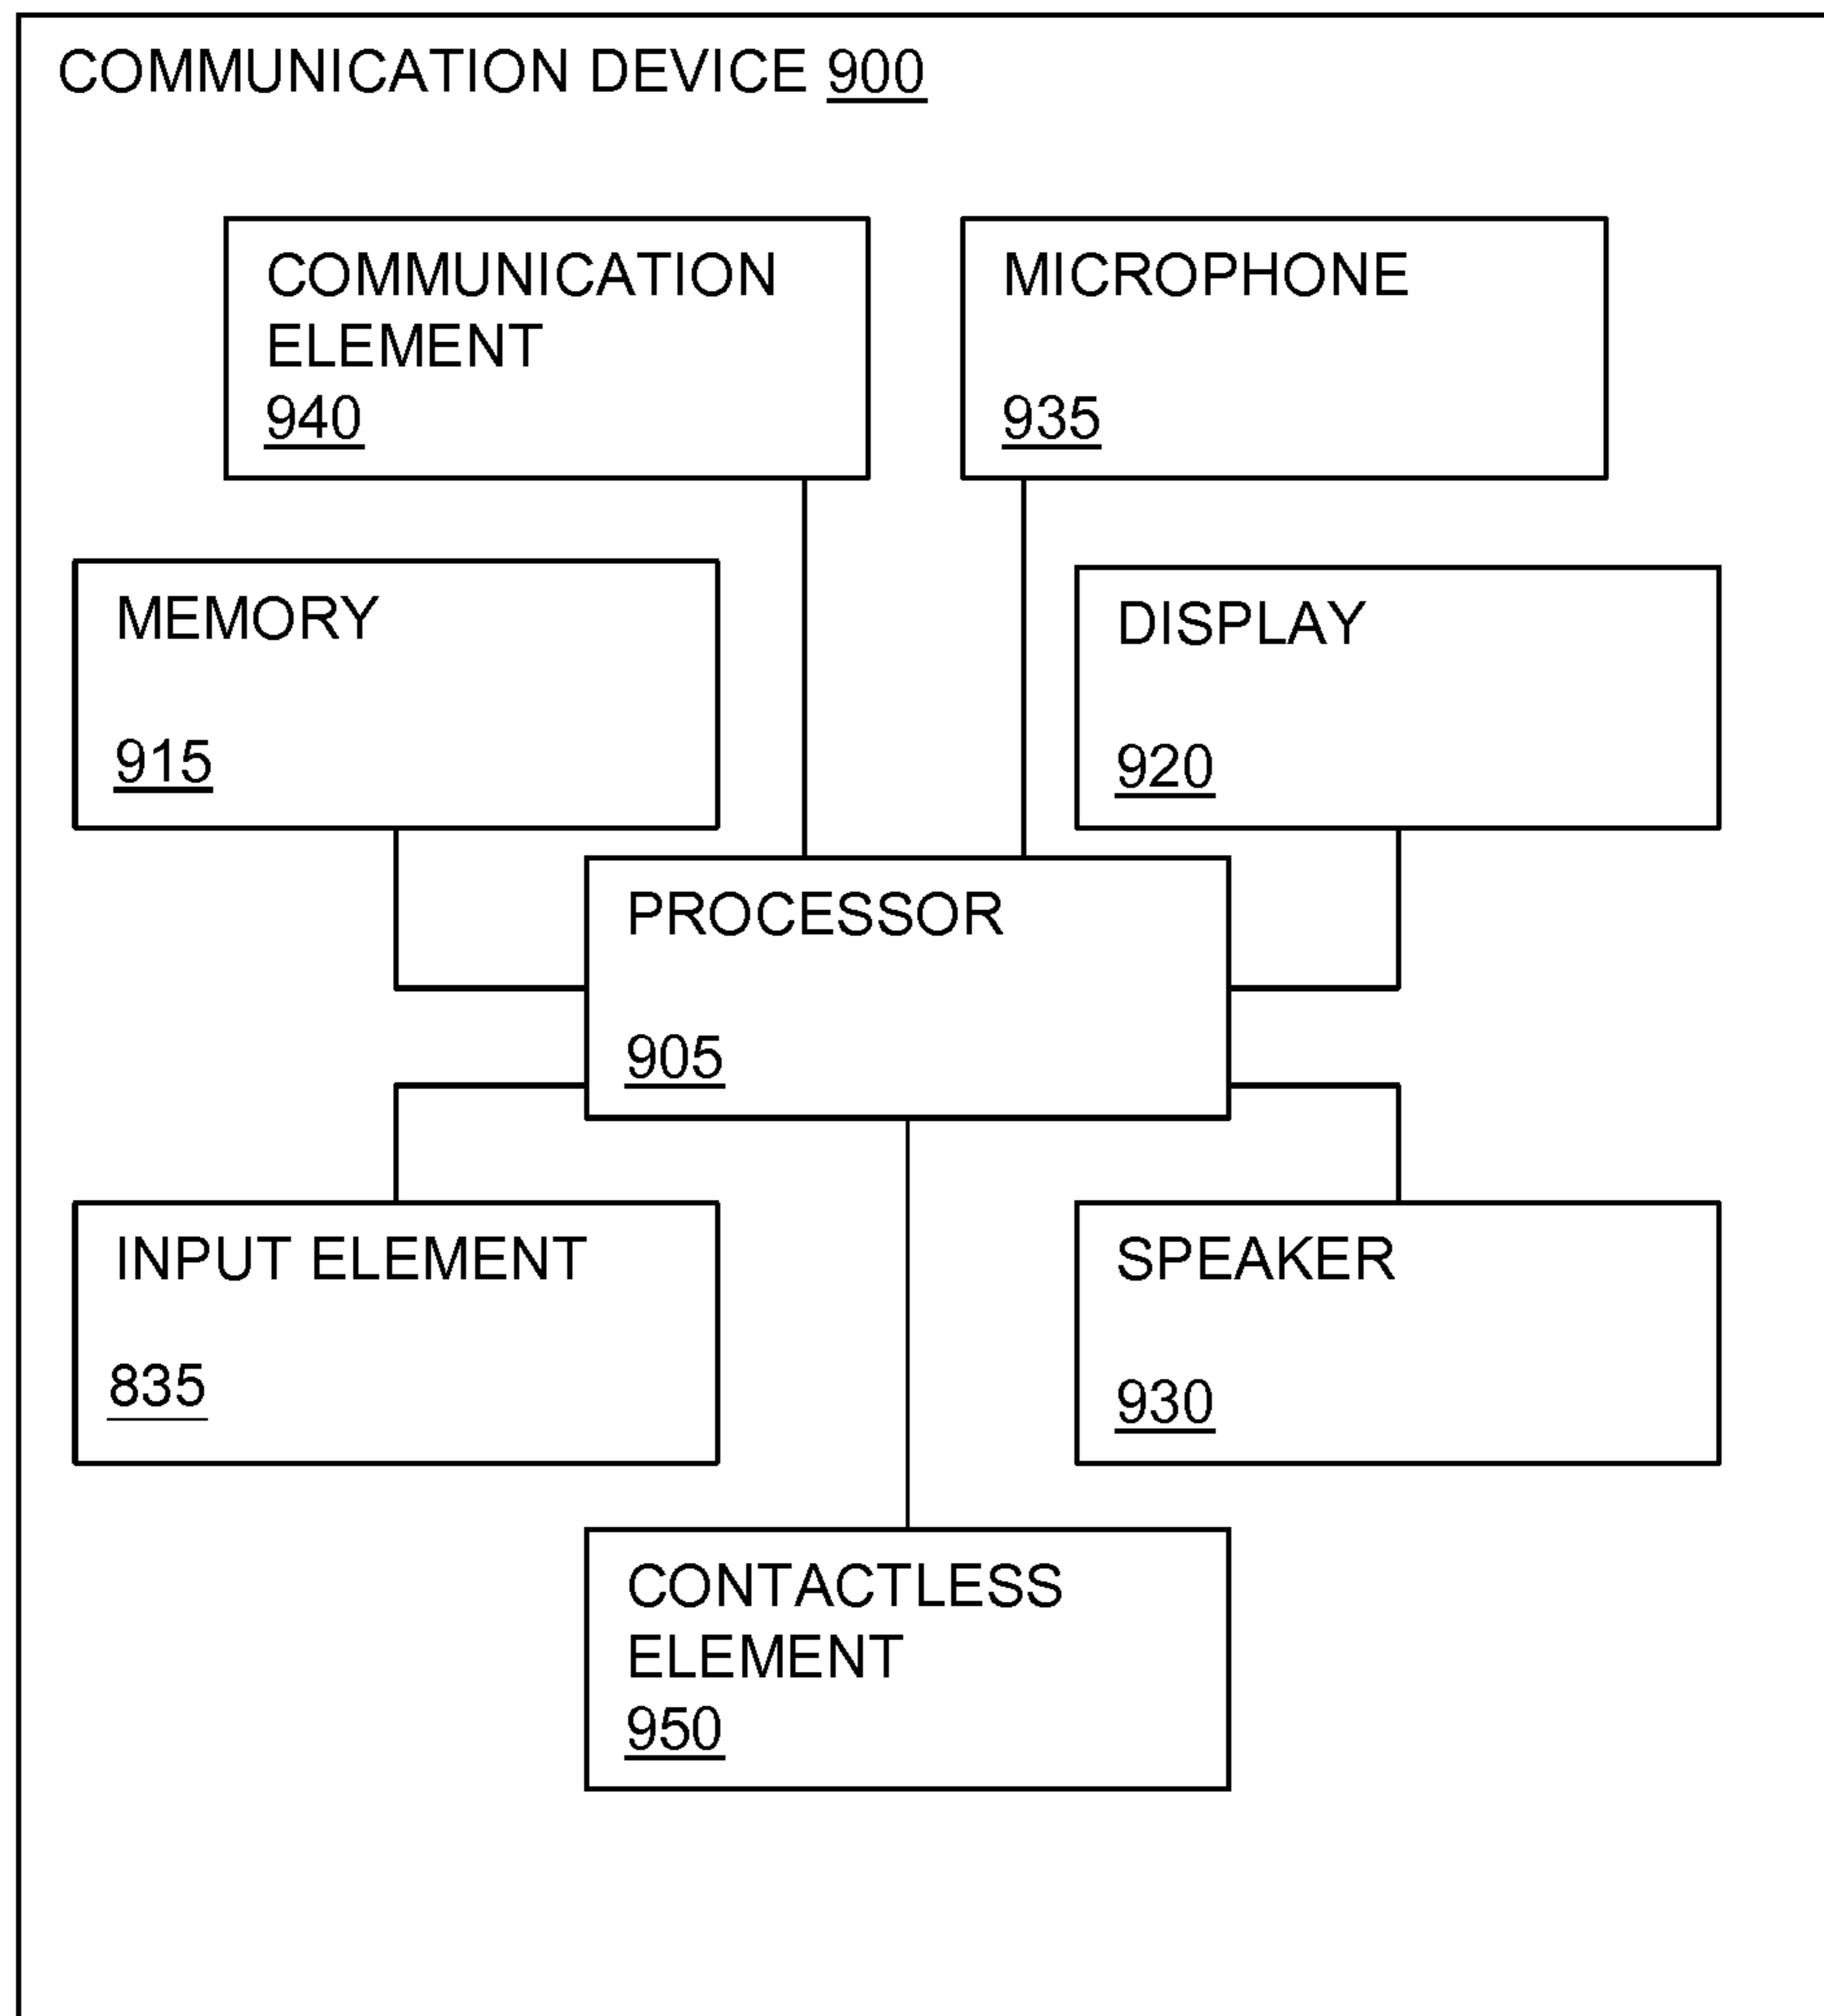 COMMUNICATION DEVICE 900
COMMUNICATION
ELEMENT
940
MICROPHONE
935
MEMORY
915
DISPLAY
920
PROCESSOR
905
INPUT ELEMENT
835
SPEAKER
930
CONTACTLESS
ELEMENT
950